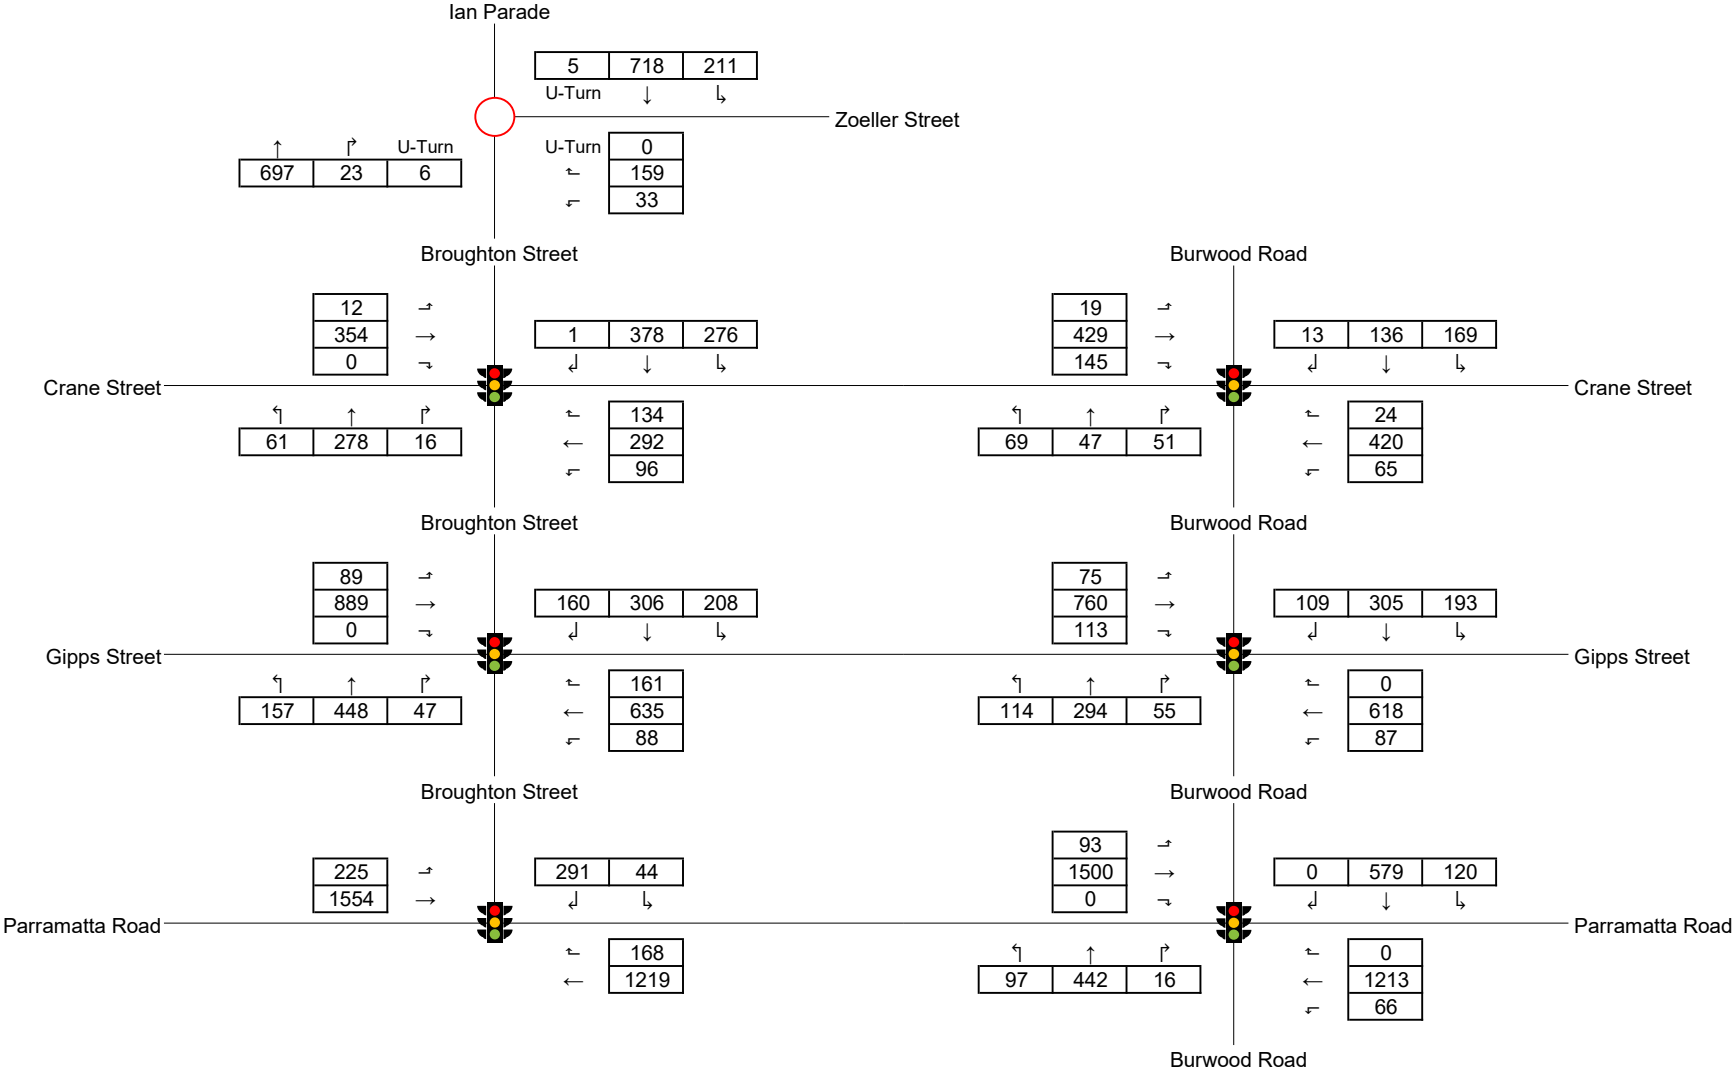 Ian Parade
5 718 211
U-Turn ↓ ↳
Zoeller Street
↑ ↱ U-Turn
697 23 6
U-Turn 0
⬑ 159
↲ 33
Broughton Street
Burwood Road
12
354 →
0
1 378 276
↲ ↓ ↳
19
429 →
145
13 136 169
↲ ↓ ↳
Crane Street
Crane Street
↰ ↑ ↱
61 278 16
134
← 292
96
↰ ↑ ↱
69 47 51
24
← 420
65
Broughton Street
Burwood Road
89
889 →
0
160 306 208
↲ ↓ ↳
75
760 →
113
109 305 193
↲ ↓ ↳
Gipps Street
Gipps Street
↰ ↑ ↱
157 448 47
161
← 635
88
↰ ↑ ↱
114 294 55
0
← 618
87
Broughton Street
Burwood Road
225
1554 →
291 44
↲ ↳
93
1500 →
0
0 579 120
↲ ↓ ↳
Parramatta Road
Parramatta Road
168
← 1219
↰ ↑ ↱
97 442 16
0
← 1213
66
Burwood Road